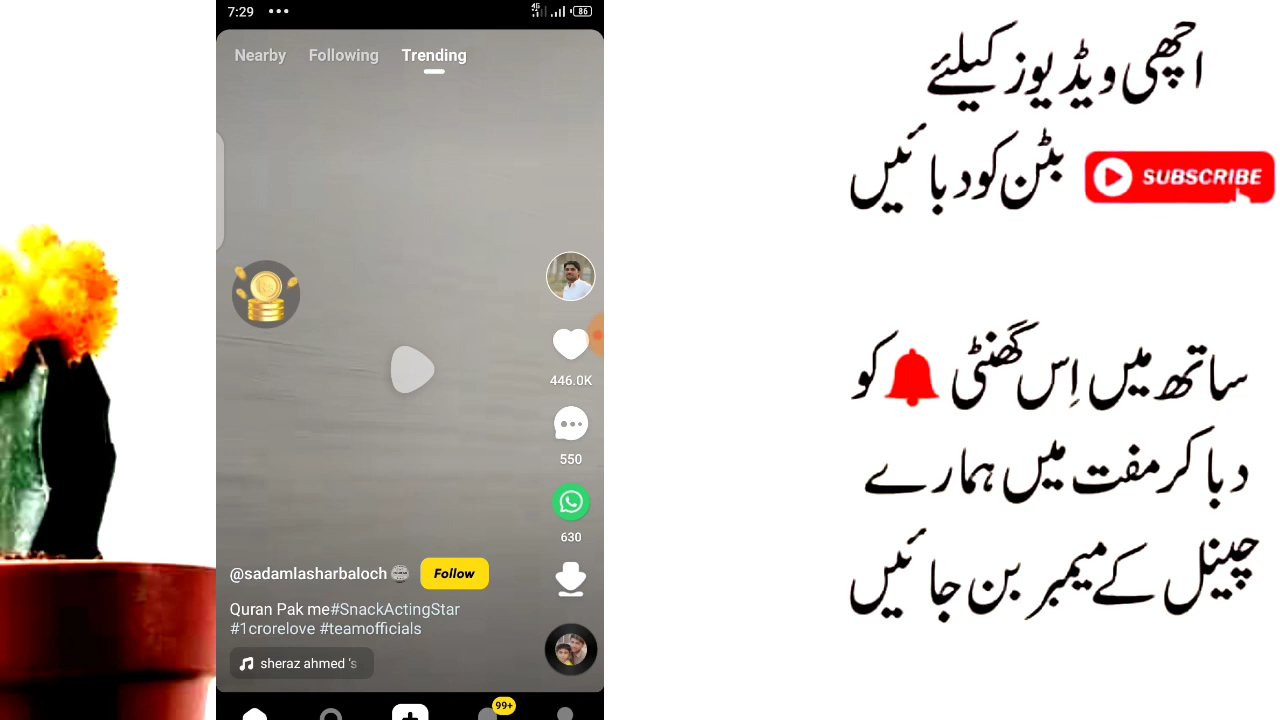 7:29
4G
86
Nearby Following Trending
446.0K
550
630
@sadamlasharbaloch Follow
Quran Pak me#SnackActingStar
#1crorelove #teamofficials
sheraz ahmed 's
99+
اچھی ویڈیوز کیلئے
SUBSCRIBE بٹن کو دبائیں
ساتھ میں اِس گھنٹی کو
دبا کر مفت میں ہمارے
چینل کے میمبر بن جائیں